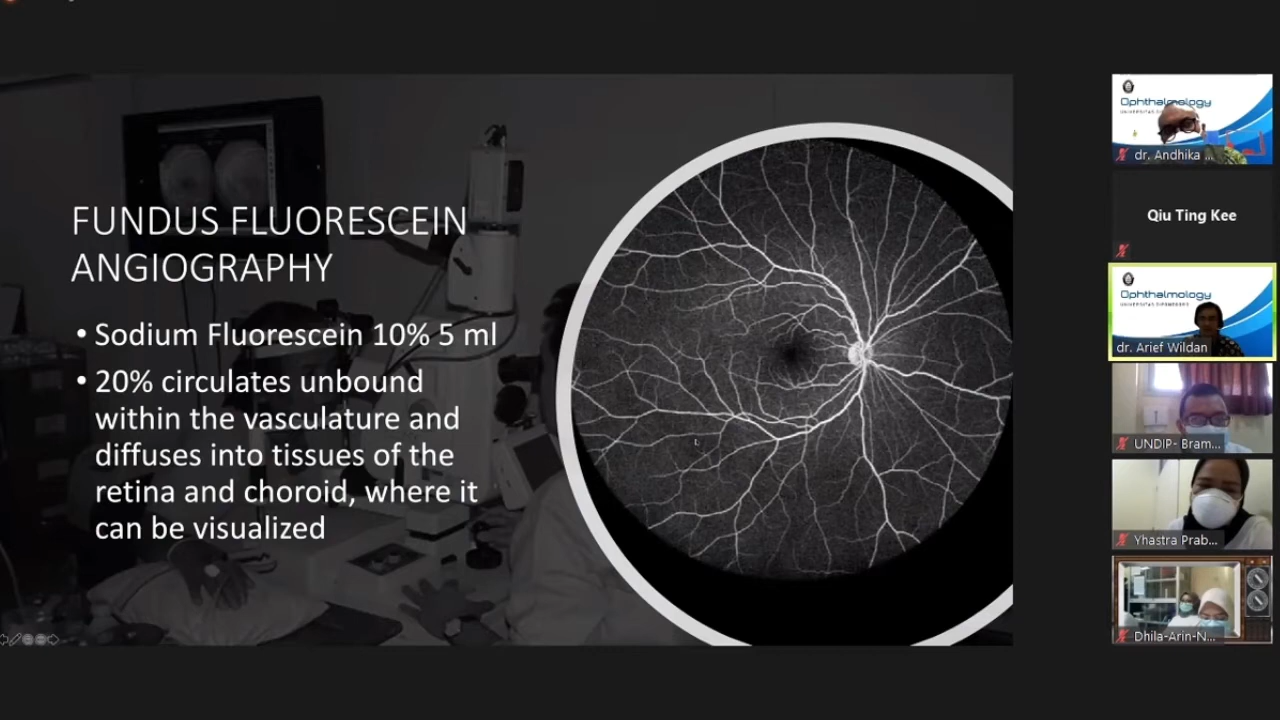 FUNDUS FLUORESCEIN
ANGIOGRAPHY
• Sodium Fluorescein 10% 5 ml
• 20% circulates unbound
within the vasculature and
diffuses into tissues of the
retina and choroid, where it
can be visualized
Ophthalmology
dr. Andhika ...
Qiu Ting Kee
Ophthalmology
UNIVERSITAS DIPONEGORO
dr. Arief Wildan
UNDIP- Bram...
Yhastra Prab...
Dhila-Arin-N...